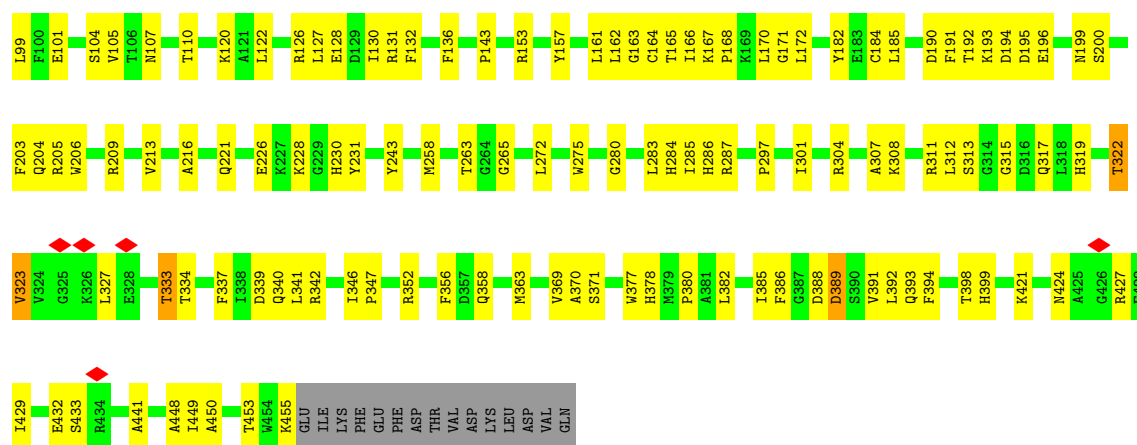 L99 F100 E101 S104 V105 T106 N107 T110 K120 A121 L122 R126 L127 E128 D129 I130 R131 F132 F136 P143 R153 Y157 L161 L162 G163 C164 T165 I166 K167 P168 K169 L170 G171 L172 Y182 E183 C184 L185 D190 F191 T192 K193 D194 D195 E196 N199 S200
F203 Q204 R205 W206 R209 V213 A216 Q221 E226 K227 K228 G229 H230 Y231 Y243 M258 T263 G264 G265 L272 W275 G280 L283 H284 I285 H286 R287 P297 I301 R304 A307 K308 R311 L312 S313 G314 G315 D316 Q317 L318 H319 T322
V323 V324 G325 K326 L327 E328 T333 T334 F337 I338 D339 Q340 L341 R342 I346 P347 R352 F356 D357 Q358 M363 V369 A370 S371 W377 H378 M379 P380 A381 L382 I385 F386 G387 D388 D389 S390 V391 L392 Q393 F394 T398 H399 K421 N424 A425 G426 R427
I429 E432 S433 R434 A441 A448 I449 A450 T453 W454 K455 GLU ILE LYS PHE GLU PHE ASP THR VAL ASP LYS LEU ASP VAL GLN